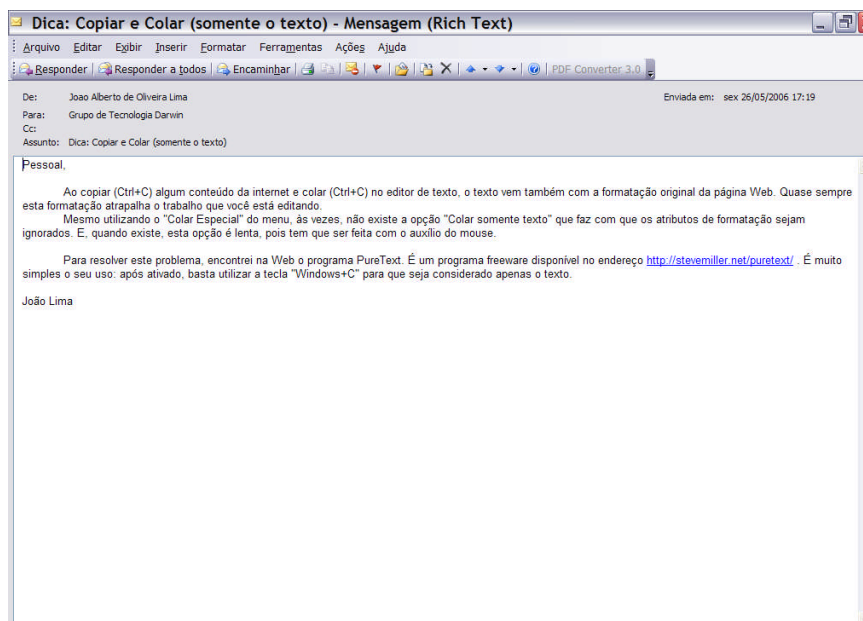 Dica: Copiar e Colar (somente o texto) - Mensagem (Rich Text)
Arquivo Editar Exibir Inserir Formatar Ferramentas Ações Ajuda
Responder Responder a todos Encaminhar PDF Converter 3.0
De: Joao Alberto de Oliveira Lima Enviada em: sex 26/05/2006 17:19
Para: Grupo de Tecnologia Darwin
Cc:
Assunto: Dica: Copiar e Colar (somente o texto)
Pessoal,
Ao copiar (Ctrl+C) algum conteúdo da internet e colar (Ctrl+C) no editor de texto, o texto vem também com a formatação original da página Web. Quase sempre
esta formatação atrapalha o trabalho que você está editando.
Mesmo utilizando o "Colar Especial" do menu, às vezes, não existe a opção "Colar somente texto" que faz com que os atributos de formatação sejam
ignorados. E, quando existe, esta opção é lenta, pois tem que ser feita com o auxílio do mouse.
Para resolver este problema, encontrei na Web o programa PureText. É um programa freeware disponível no endereço http://stevemiller.net/puretext/ . É muito
simples o seu uso: após ativado, basta utilizar a tecla "Windows+C" para que seja considerado apenas o texto.
João Lima